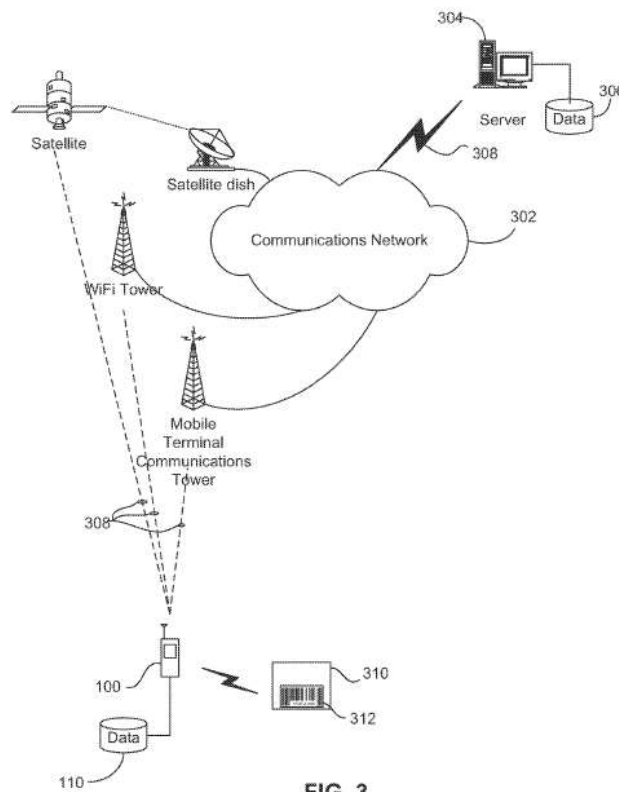 304
Data
Server
308
Satellite
Satellite dish
302
Communications Network
WiFi Tower
Mobile
Terminal
Communications
Tower
308
100
310
312
Data
110
FIG. 3